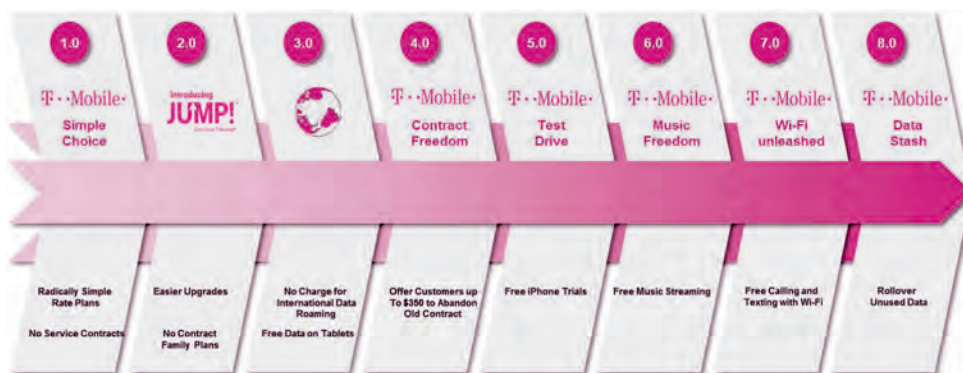 1.0
2.0
3.0
4.0
5.0
6.0
7.0
8.0
T··Mobile·
Simple
Choice
Introducing
JUMP!
T··Mobile·
Contract
Freedom
T··Mobile·
Test
Drive
T··Mobile·
Music
Freedom
T··Mobile·
Wi-Fi
unleashed
T··Mobile·
Data
Stash
Radically Simple
Rate Plans
No Service Contracts
Easier Upgrades
No Contract
Family Plans
No Charge for
International Data
Roaming
Free Data on Tablets
Offer Customers up
To $350 to Abandon
Old Contract
Free iPhone Trials
Free Music Streaming
Free Calling and
Texting with Wi-Fi
Rollover
Unused Data